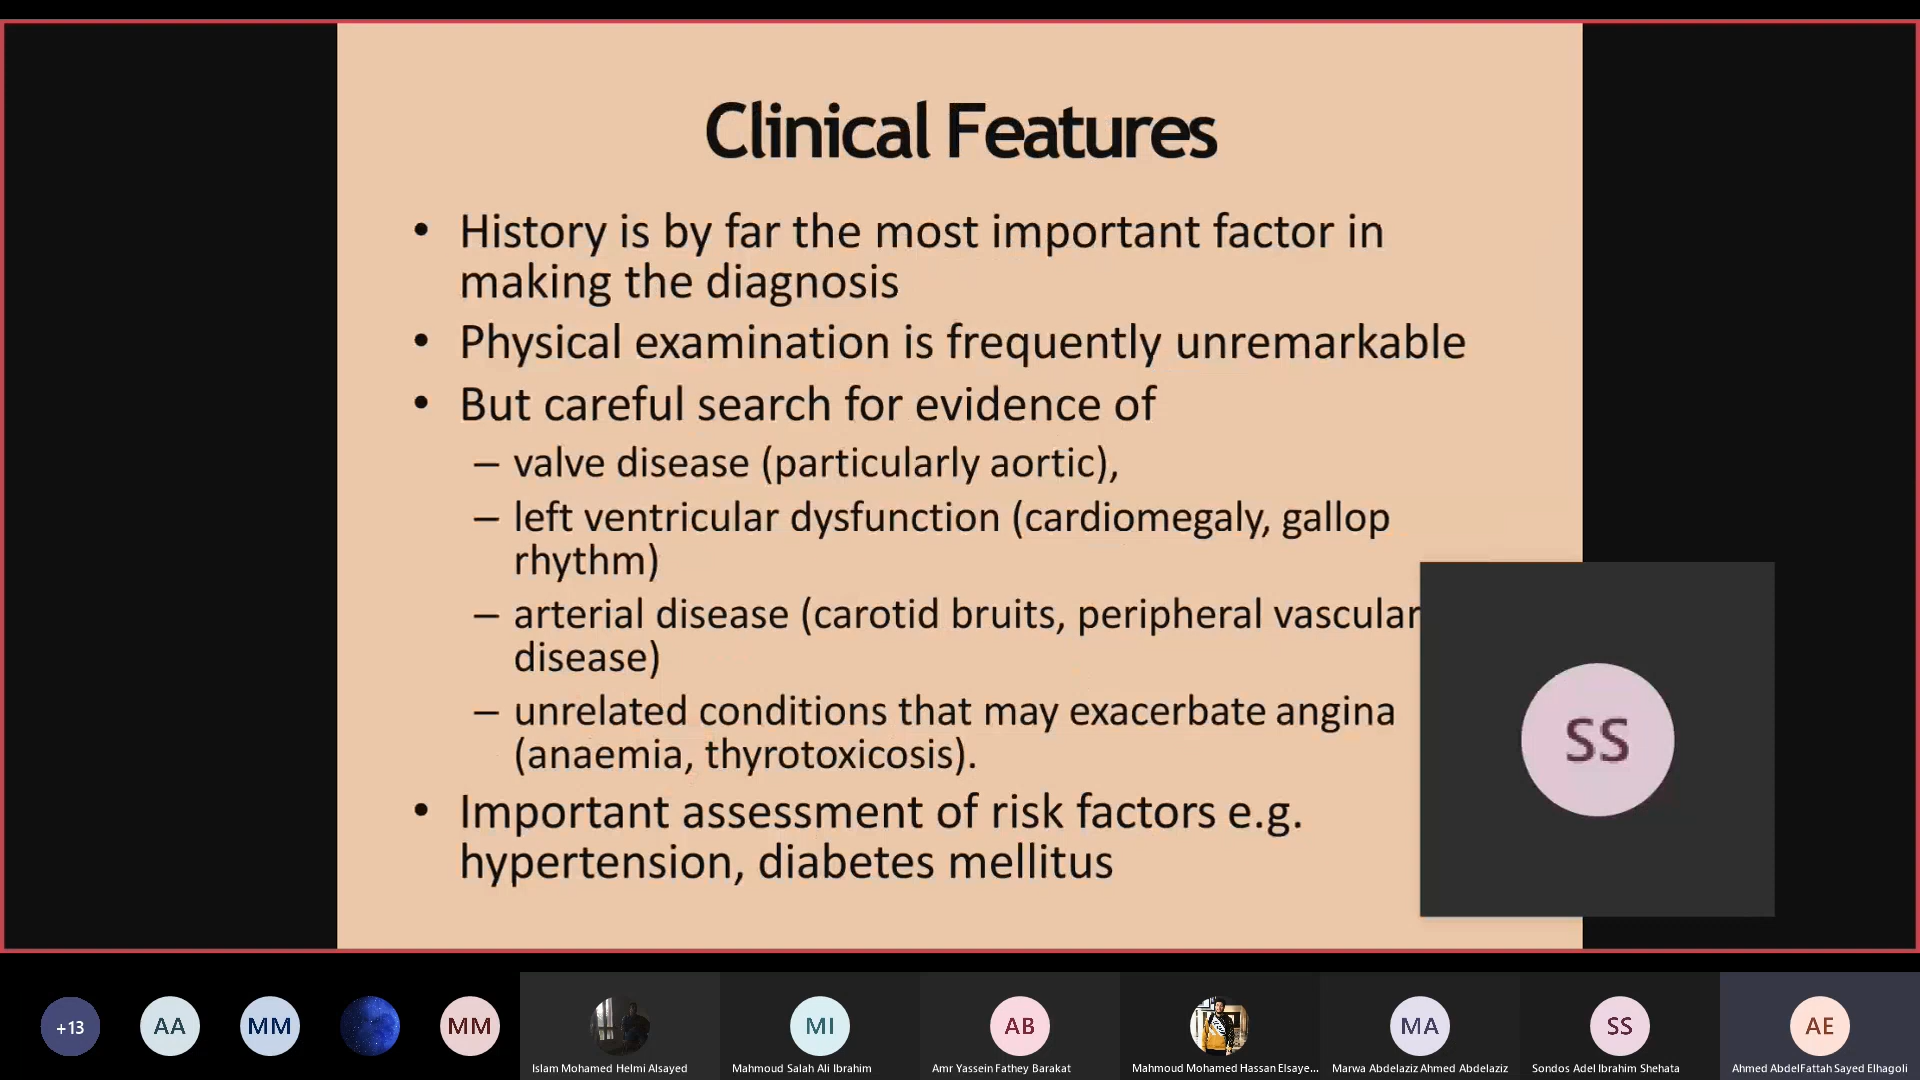 Clinical Features
• History is by far the most important factor in
making the diagnosis
• Physical examination is frequently unremarkable
• But careful search for evidence of
– valve disease (particularly aortic),
– left ventricular dysfunction (cardiomegaly, gallop
rhythm)
– arterial disease (carotid bruits, peripheral vascular
disease)
– unrelated conditions that may exacerbate angina
(anaemia, thyrotoxicosis).
• Important assessment of risk factors e.g.
hypertension, diabetes mellitus
SS
+13
AA
MM
MM
MI
AB
MA
SS
AE
Islam Mohamed Helmi Alsayed
Mahmoud Salah Ali Ibrahim
Amr Yassein Fathey Barakat
Mahmoud Mohamed Hassan Elsaye...
Marwa Abdelaziz Ahmed Abdelaziz
Sondos Adel Ibrahim Shehata
Ahmed AbdelFattah Sayed Elhagoli